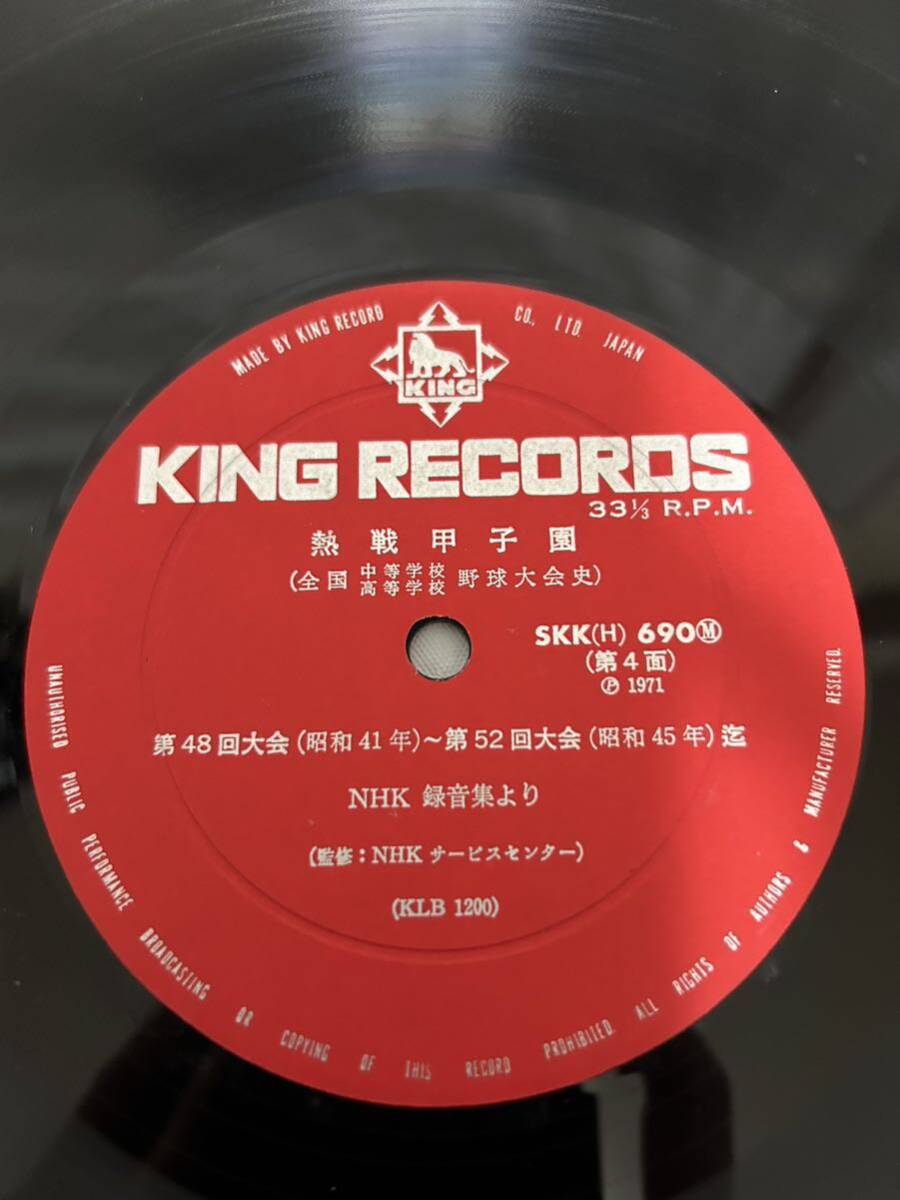 MADE BY KING RECORD CO., LTD. JAPAN
KING
KING RECORDS
33⅓ R.P.M.
熱戦甲子園
(全国中等学校高等学校野球大会史)
SKK(H) 690Ⓜ
(第4面)
Ⓟ 1971
第48回大会(昭和41年)~第52回大会(昭和45年)迄
NHK 録音集より
(監修:NHKサービスセンター)
(KLB 1200)
UNAUTHORISED PUBLIC PERFORMANCE BROADCASTING OR COPYING OF THIS RECORD PROHIBITED. ALL RIGHTS OF AUTHORS & MANUFACTURER RESERVED.